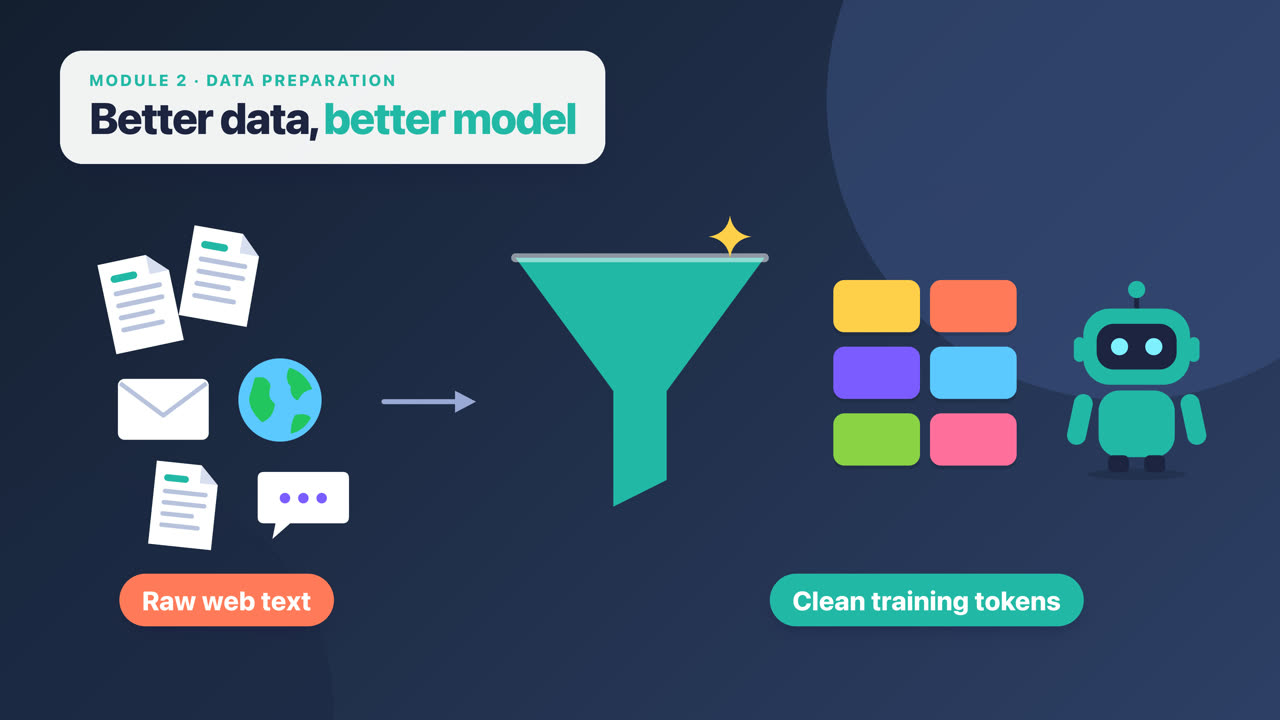 MODULE 2 · DATA PREPARATION
Better data, better model
Raw web text
Clean training tokens